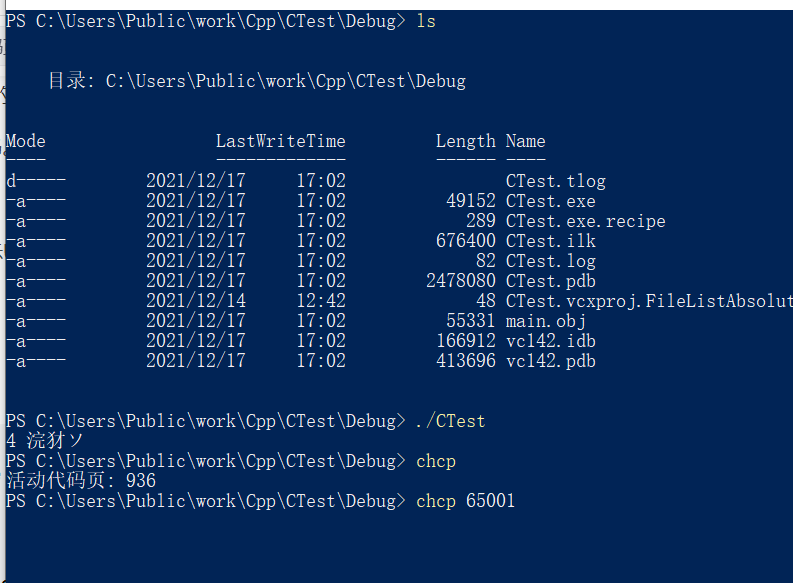 PS C:\Users\Public\work\Cpp\CTest\Debug> ls
目录: C:\Users\Public\work\Cpp\CTest\Debug
Mode LastWriteTime Length Name
---- ------------- ------ ----
d----- 2021/12/17 17:02 CTest.tlog
-a---- 2021/12/17 17:02 49152 CTest.exe
-a---- 2021/12/17 17:02 289 CTest.exe.recipe
-a---- 2021/12/17 17:02 676400 CTest.ilk
-a---- 2021/12/17 17:02 82 CTest.log
-a---- 2021/12/17 17:02 2478080 CTest.pdb
-a---- 2021/12/14 12:42 48 CTest.vcxproj.FileListAbsolut
-a---- 2021/12/17 17:02 55331 main.obj
-a---- 2021/12/17 17:02 166912 vc142.idb
-a---- 2021/12/17 17:02 413696 vc142.pdb
PS C:\Users\Public\work\Cpp\CTest\Debug> ./CTest
4 浣犲ソ
PS C:\Users\Public\work\Cpp\CTest\Debug> chcp
活动代码页: 936
PS C:\Users\Public\work\Cpp\CTest\Debug> chcp 65001